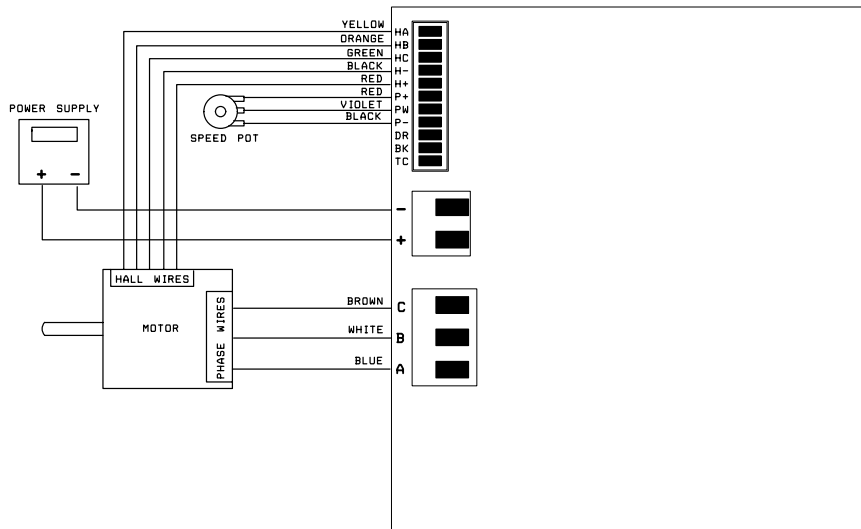 YELLOW HA
ORANGE HB
GREEN HC
BLACK H-
RED H+
RED P+
VIOLET PW
BLACK P-
DR
BK
TC
SPEED POT
POWER SUPPLY
+ -
-
+
HALL WIRES
MOTOR
PHASE WIRES
BROWN C
WHITE B
BLUE A